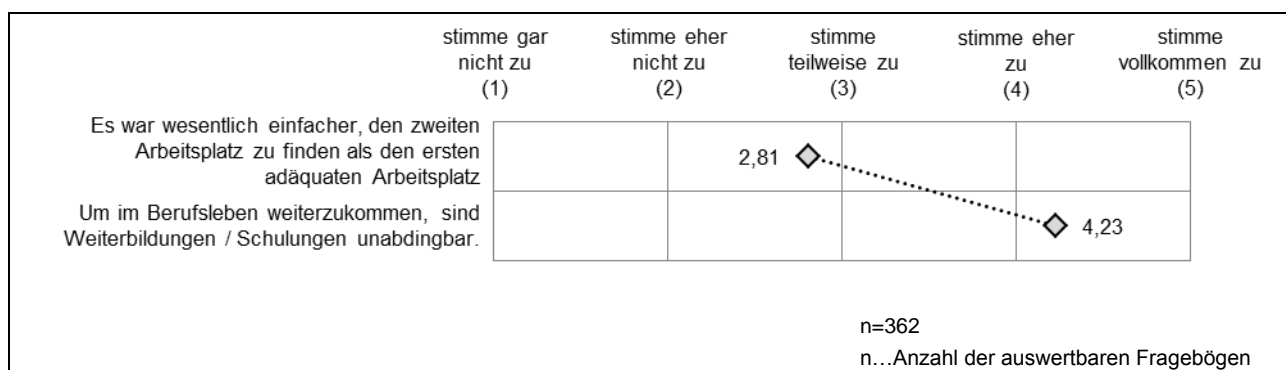 stimme gar nicht zu (1)
stimme eher nicht zu (2)
stimme teilweise zu (3)
stimme eher zu (4)
stimme vollkommen zu (5)
Es war wesentlich einfacher, den zweiten
Arbeitsplatz zu finden als den ersten
adäquaten Arbeitsplatz
2,81
Um im Berufsleben weiterzukommen, sind
Weiterbildungen / Schulungen unabdingbar.
4,23
n=362
n…Anzahl der auswertbaren Fragebögen